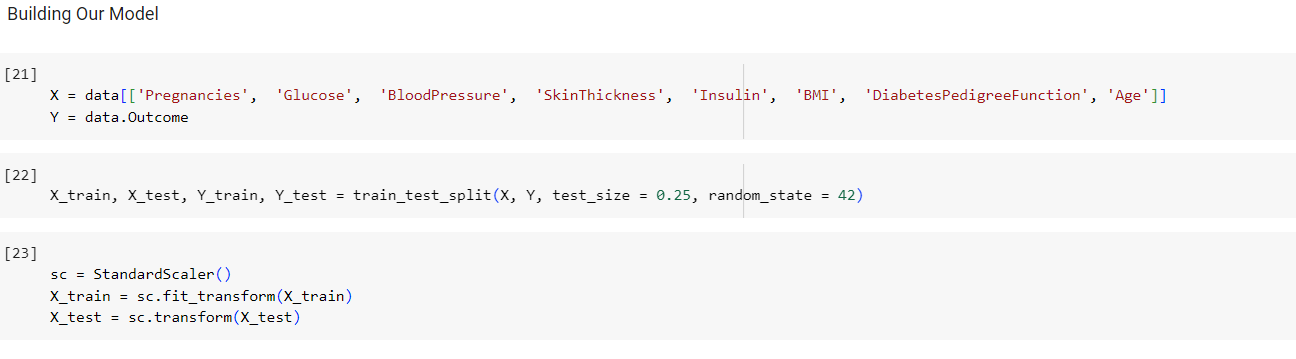 Building Our Model
[21]
X = data[['Pregnancies', 'Glucose', 'BloodPressure', 'SkinThickness', 'Insulin', 'BMI', 'DiabetesPedigreeFunction', 'Age']]
Y = data.Outcome
[22]
X_train, X_test, Y_train, Y_test = train_test_split(X, Y, test_size = 0.25, random_state = 42)
[23]
sc = StandardScaler()
X_train = sc.fit_transform(X_train)
X_test = sc.transform(X_test)